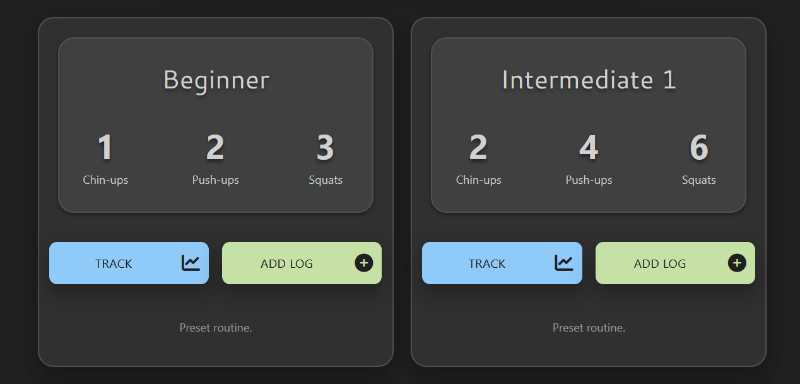 Beginner
1 2 3
Chin-ups Push-ups Squats
TRACK ADD LOG
Preset routine.
Intermediate 1
2 4 6
Chin-ups Push-ups Squats
TRACK ADD LOG
Preset routine.